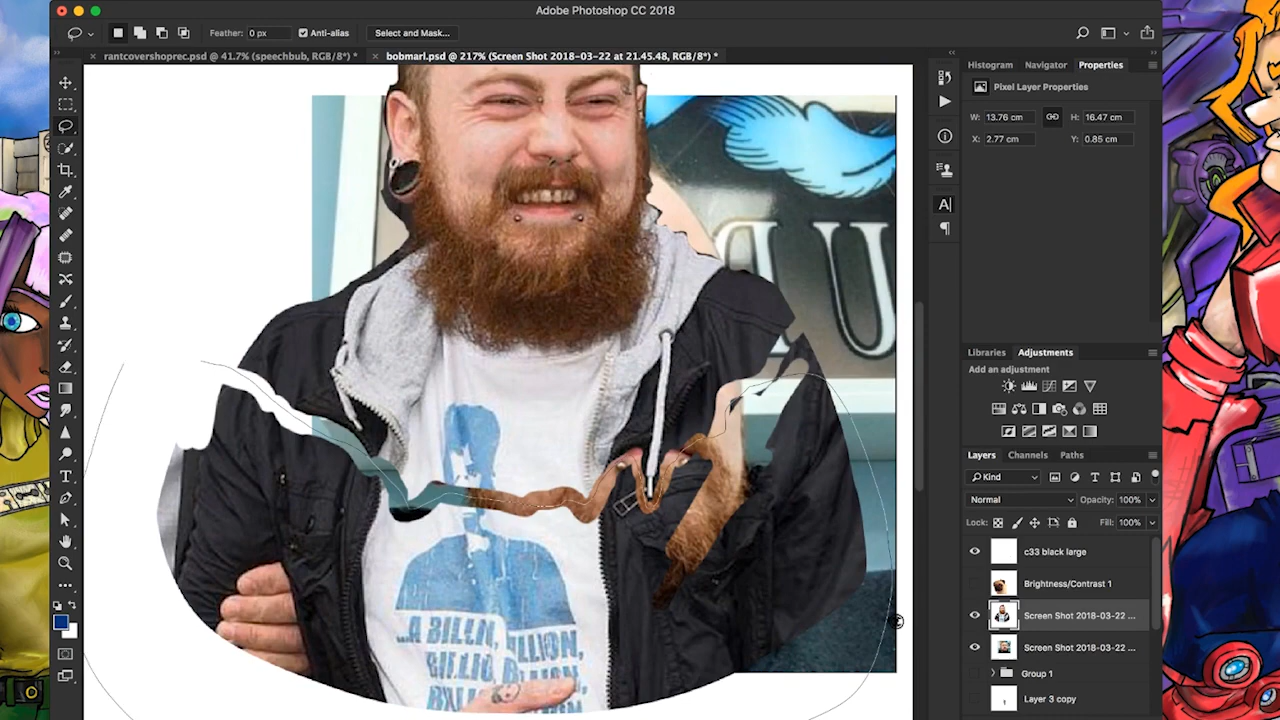 Adobe Photoshop CC 2018
Feather: 0 px Anti-alias Select and Mask...
rantcovershoprec.psd @ 41.7% (speechbub, RGB/8*) *
bobmarl.psd @ 217% (Screen Shot 2018-03-22 at 21.45.48, RGB/8*) *
Histogram Navigator Properties
Pixel Layer Properties
W: 13.76 cm H: 16.47 cm
X: 2.77 cm Y: 0.85 cm
Libraries Adjustments
Add an adjustment
Layers Channels Paths
Kind
Normal Opacity: 100%
Lock: Fill: 100%
c33 black large
Brightness/Contrast 1
Screen Shot 2018-03-22 ...
Screen Shot 2018-03-22 ...
Group 1
Layer 3 copy
U
...A BILLN, BILLION,